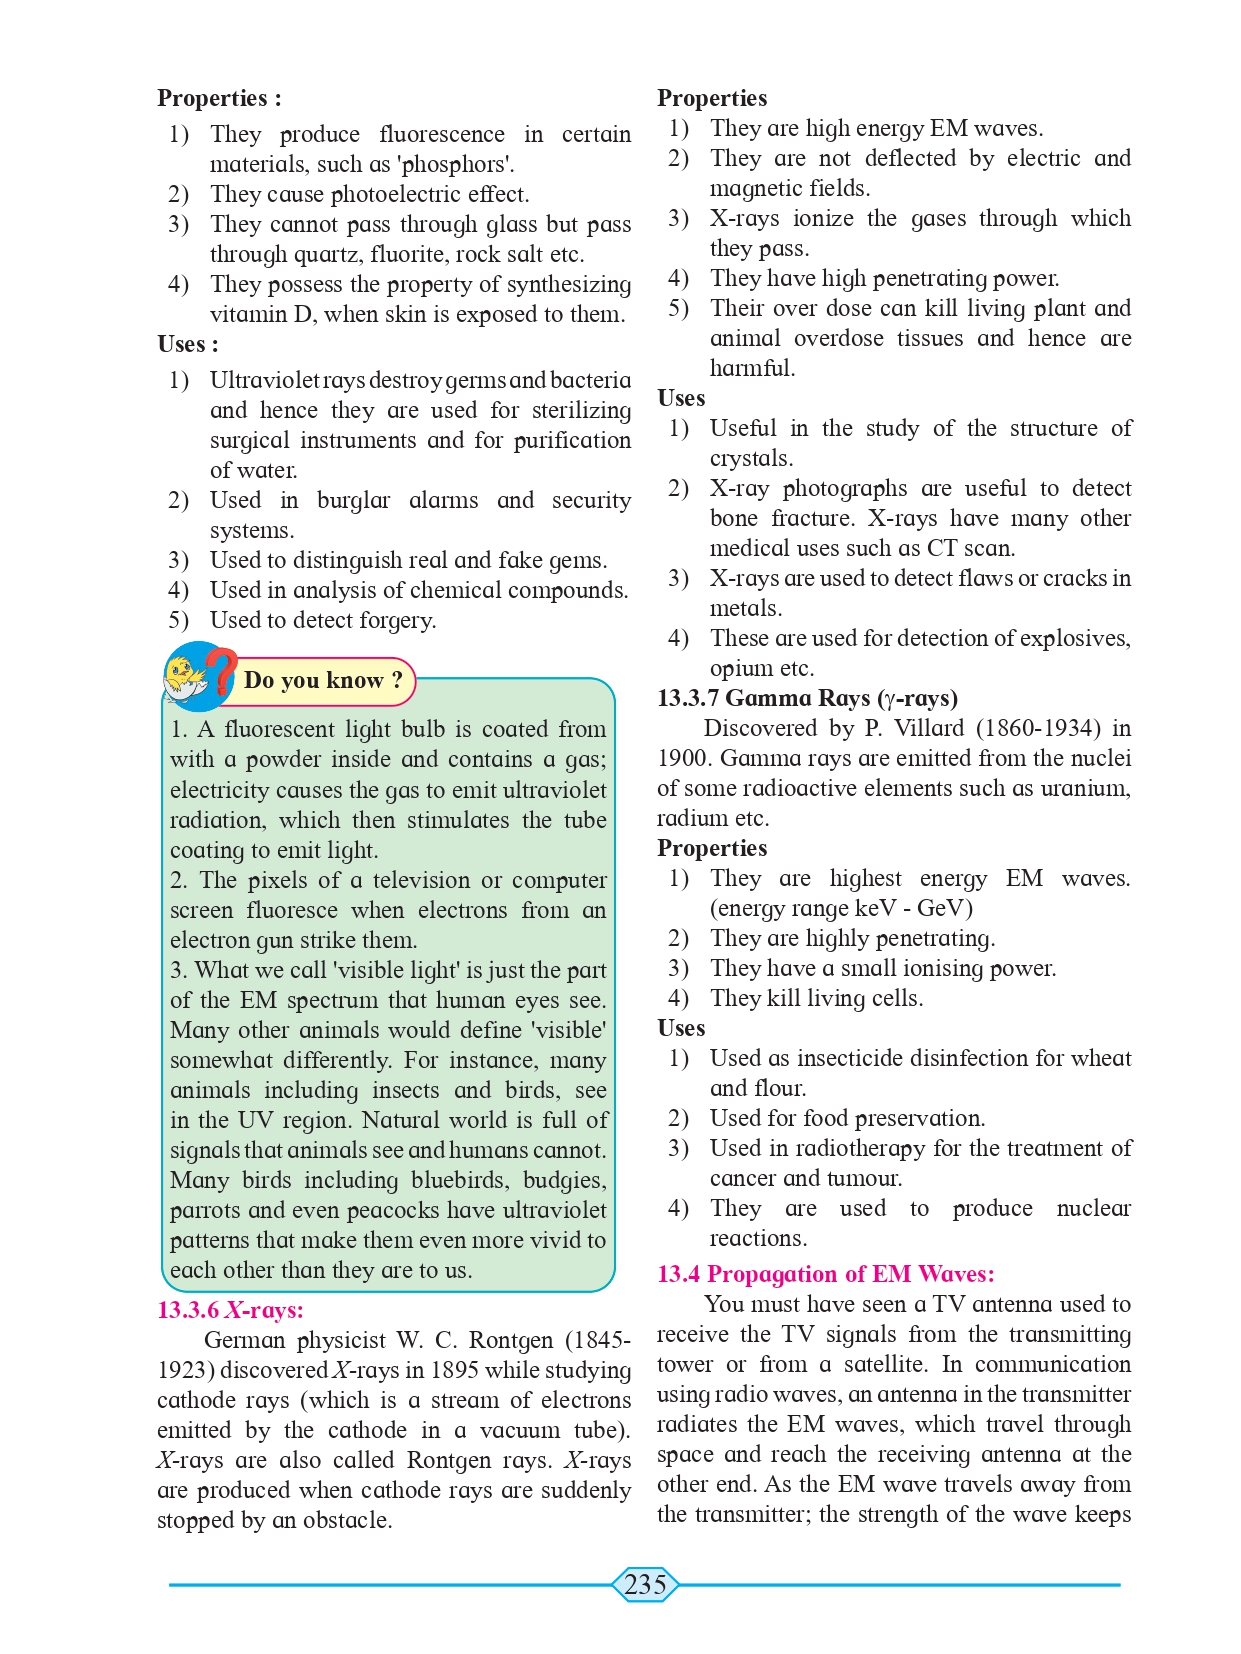 Properties :
1) They produce fluorescence in certain
materials, such as 'phosphors'.
2) They cause photoelectric effect.
3) They cannot pass through glass but pass
through quartz, fluorite, rock salt etc.
4) They possess the property of synthesizing
vitamin D, when skin is exposed to them.
Uses :
1) Ultraviolet rays destroy germs and bacteria
and hence they are used for sterilizing
surgical instruments and for purification
of water.
2) Used in burglar alarms and security
systems.
3) Used to distinguish real and fake gems.
4) Used in analysis of chemical compounds.
5) Used to detect forgery.
Do you know ?
1. A fluorescent light bulb is coated from
with a powder inside and contains a gas;
electricity causes the gas to emit ultraviolet
radiation, which then stimulates the tube
coating to emit light.
2. The pixels of a television or computer
screen fluoresce when electrons from an
electron gun strike them.
3. What we call 'visible light' is just the part
of the EM spectrum that human eyes see.
Many other animals would define 'visible'
somewhat differently. For instance, many
animals including insects and birds, see
in the UV region. Natural world is full of
signals that animals see and humans cannot.
Many birds including bluebirds, budgies,
parrots and even peacocks have ultraviolet
patterns that make them even more vivid to
each other than they are to us.
13.3.6 X-rays:
German physicist W. C. Rontgen (1845-
1923) discovered X-rays in 1895 while studying
cathode rays (which is a stream of electrons
emitted by the cathode in a vacuum tube).
X-rays are also called Rontgen rays. X-rays
are produced when cathode rays are suddenly
stopped by an obstacle.
Properties
1) They are high energy EM waves.
2) They are not deflected by electric and
magnetic fields.
3) X-rays ionize the gases through which
they pass.
4) They have high penetrating power.
5) Their over dose can kill living plant and
animal overdose tissues and hence are
harmful.
Uses
1) Useful in the study of the structure of
crystals.
2) X-ray photographs are useful to detect
bone fracture. X-rays have many other
medical uses such as CT scan.
3) X-rays are used to detect flaws or cracks in
metals.
4) These are used for detection of explosives,
opium etc.
13.3.7 Gamma Rays (γ-rays)
Discovered by P. Villard (1860-1934) in
1900. Gamma rays are emitted from the nuclei
of some radioactive elements such as uranium,
radium etc.
Properties
1) They are highest energy EM waves.
(energy range keV - GeV)
2) They are highly penetrating.
3) They have a small ionising power.
4) They kill living cells.
Uses
1) Used as insecticide disinfection for wheat
and flour.
2) Used for food preservation.
3) Used in radiotherapy for the treatment of
cancer and tumour.
4) They are used to produce nuclear
reactions.
13.4 Propagation of EM Waves:
You must have seen a TV antenna used to
receive the TV signals from the transmitting
tower or from a satellite. In communication
using radio waves, an antenna in the transmitter
radiates the EM waves, which travel through
space and reach the receiving antenna at the
other end. As the EM wave travels away from
the transmitter; the strength of the wave keeps
235